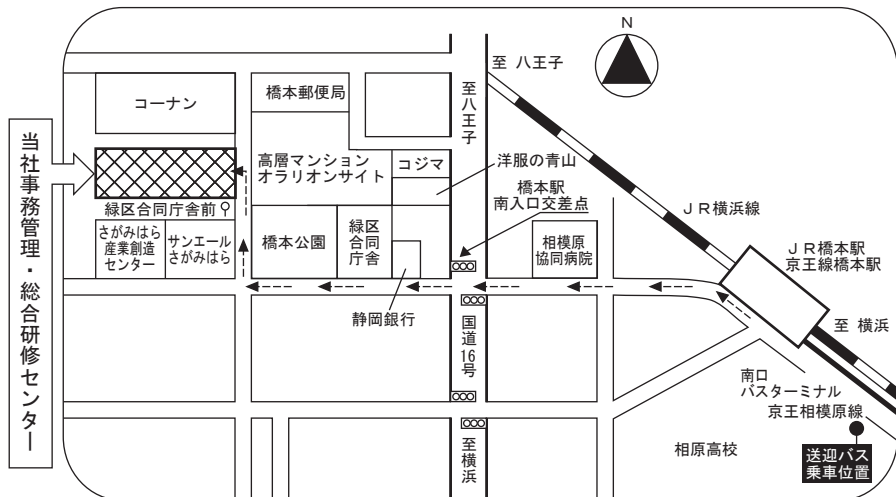 N
至 八王子
至八王子
コーナン
橋本郵便局
高層マンション
オラリオンサイト
コジマ
洋服の青山
橋本駅
南入口交差点
当社事務管理・総合研修センター
緑区合同庁舎前
さがみはら
産業創造
センター
サンエール
さがみはら
橋本公園
緑区
合同
庁舎
静岡銀行
相模原
協同病院
JR横浜線
JR橋本駅
京王線橋本駅
至 横浜
国道16号
至横浜
南口
バスターミナル
京王相模原線
相原高校
送迎バス
乗車位置